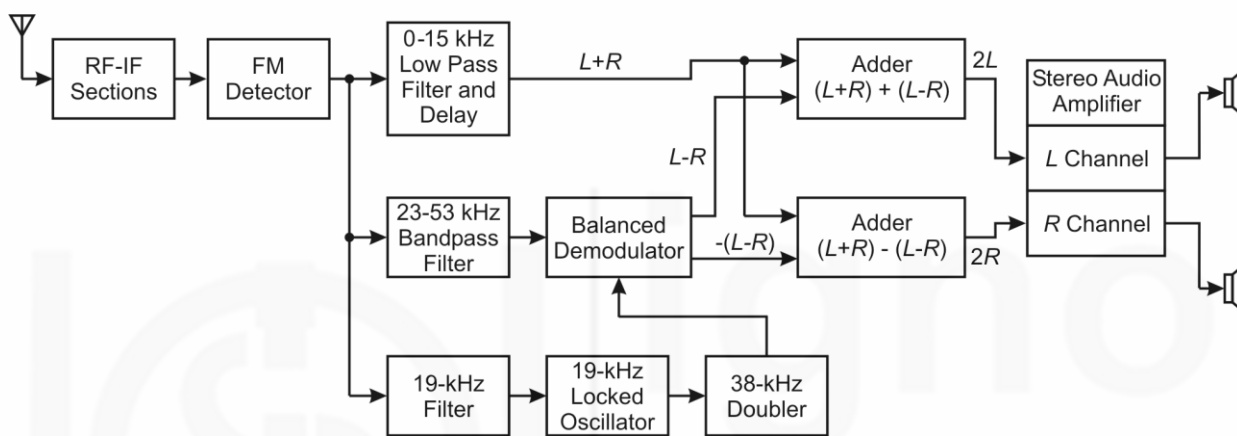 RF-IF
Sections
FM
Detector
0-15 kHz
Low Pass
Filter and
Delay
L+R
Adder
(L+R) + (L-R)
2L
Stereo Audio
Amplifier
L Channel
R Channel
L-R
23-53 kHz
Bandpass
Filter
Balanced
Demodulator
-(L-R)
Adder
(L+R) - (L-R)
2R
19-kHz
Filter
19-kHz
Locked
Oscillator
38-kHz
Doubler
igno